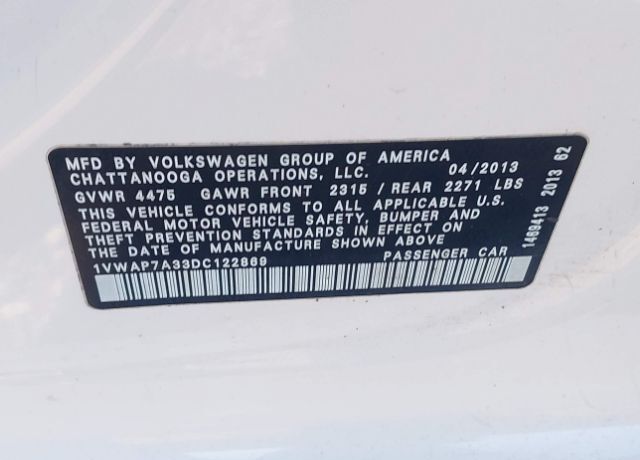 MFD BY VOLKSWAGEN GROUP OF AMERICA
CHATTANOOGA OPERATIONS, LLC. 04/2013
GVWR 4475 GAWR FRONT 2315 / REAR 2271 LBS
THIS VEHICLE CONFORMS TO ALL APPLICABLE U.S.
FEDERAL MOTOR VEHICLE SAFETY, BUMPER AND
THEFT PREVENTION STANDARDS IN EFFECT ON
THE DATE OF MANUFACTURE SHOWN ABOVE
1VWAP7A33DC122869 PASSENGER CAR
1469413 2013 62